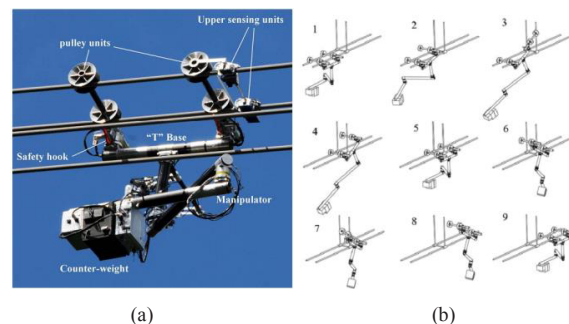 Upper sensing units
pulley units
"T" Base
Safety hook
Manipulator
Counter-weight
1
2
3
4
5
6
7
8
9
(a)
(b)